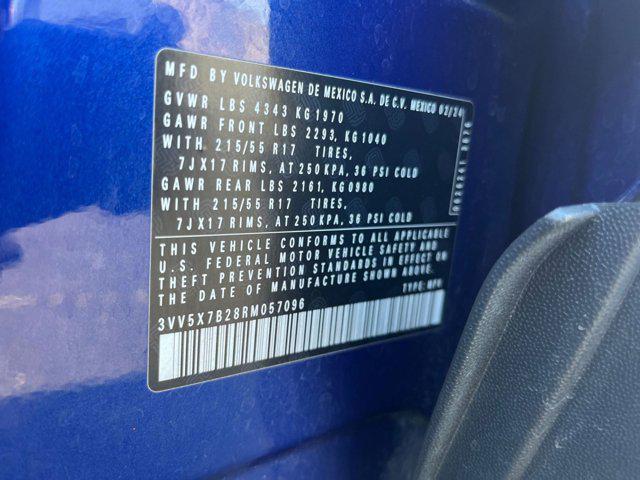 MFD BY VOLKSWAGEN DE MEXICO S.A. DE C.V. MEXICO 02/24
GVWR LBS 4343 KG 1970
GAWR FRONT LBS 2293, KG 1040
WITH 215/55 R17 TIRES,
7JX17 RIMS, AT 250 KPA, 36 PSI COLD
GAWR REAR LBS 2161, KG 0980
WITH 215/55 R17 TIRES,
7JX17 RIMS, AT 250 KPA, 36 PSI COLD
THIS VEHICLE CONFORMS TO ALL APPLICABLE
U.S. FEDERAL MOTOR VEHICLE SAFETY AND
THEFT PREVENTION STANDARDS IN EFFECT ON
THE DATE OF MANUFACTURE SHOWN ABOVE.
3VV5X7B28RM057096 TYPE: MPV